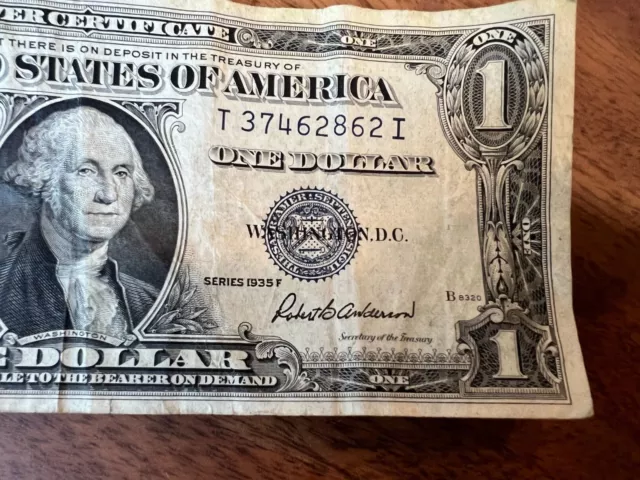 ER CERTIFICATE
ONE
ONE
T THERE IS ON DEPOSIT IN THE TREASURY OF
STATES OF AMERICA
1
T 37462862 I
ONE DOLLAR
WASHINGTON, D.C.
ONE
SERIES 1935 F
B 8320
Robert B. Anderson
Secretary of the Treasury
WASHINGTON
DOLLAR
1
LE TO THE BEARER ON DEMAND
ONE